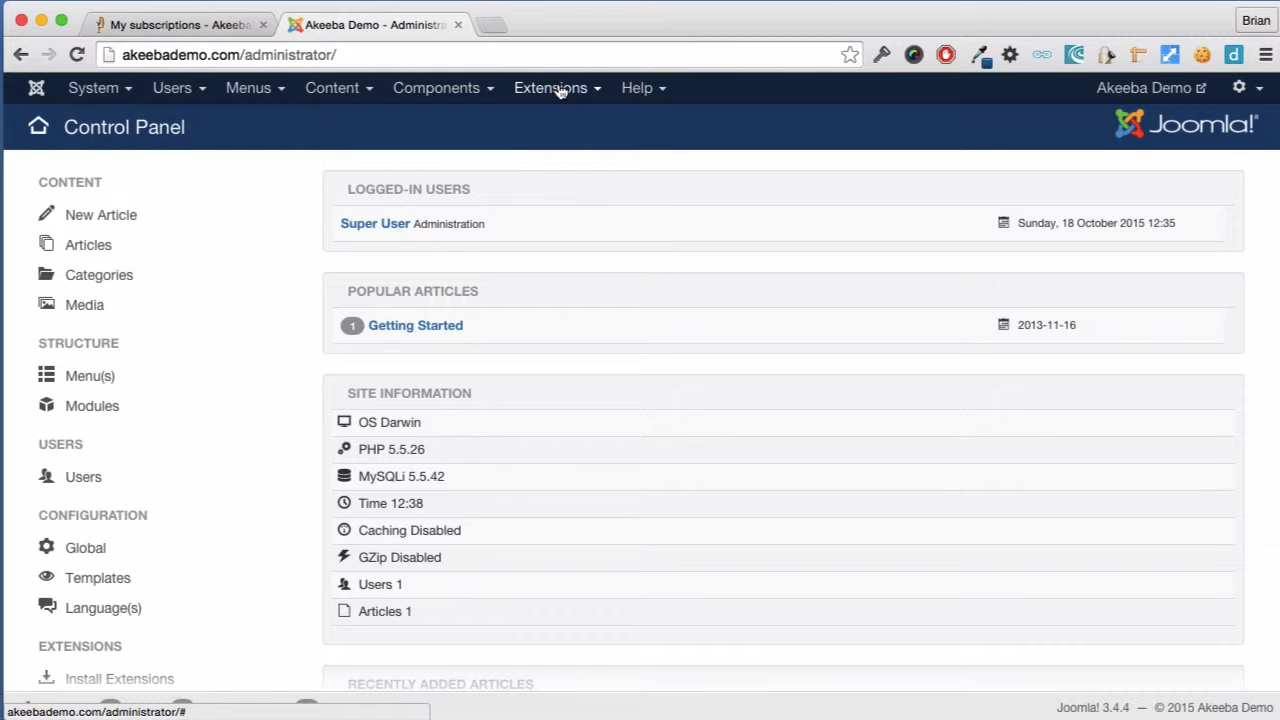 My subscriptions - Akeeba
Akeeba Demo - Administra
Brian
akeebademo.com/administrator/
System Users Menus Content Components Extensions Help Akeeba Demo
Control Panel
Joomla!
CONTENT
New Article
Articles
Categories
Media
STRUCTURE
Menu(s)
Modules
USERS
Users
CONFIGURATION
Global
Templates
Language(s)
EXTENSIONS
Install Extensions
LOGGED-IN USERS
Super User Administration Sunday, 18 October 2015 12:35
POPULAR ARTICLES
1 Getting Started 2013-11-16
SITE INFORMATION
OS Darwin
PHP 5.5.26
MySQLi 5.5.42
Time 12:38
Caching Disabled
GZip Disabled
Users 1
Articles 1
RECENTLY ADDED ARTICLES
akeebademo.com/administrator/#
Joomla! 3.4.4 — © 2015 Akeeba Demo